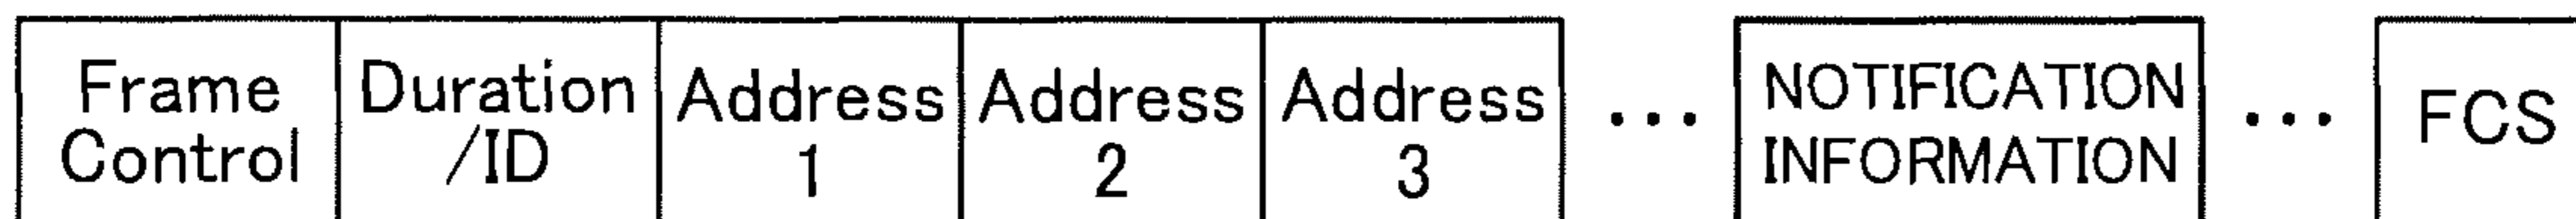 Frame
Control
Duration
/ID
Address
1
Address
2
Address
3
...
NOTIFICATION
INFORMATION
...
FCS